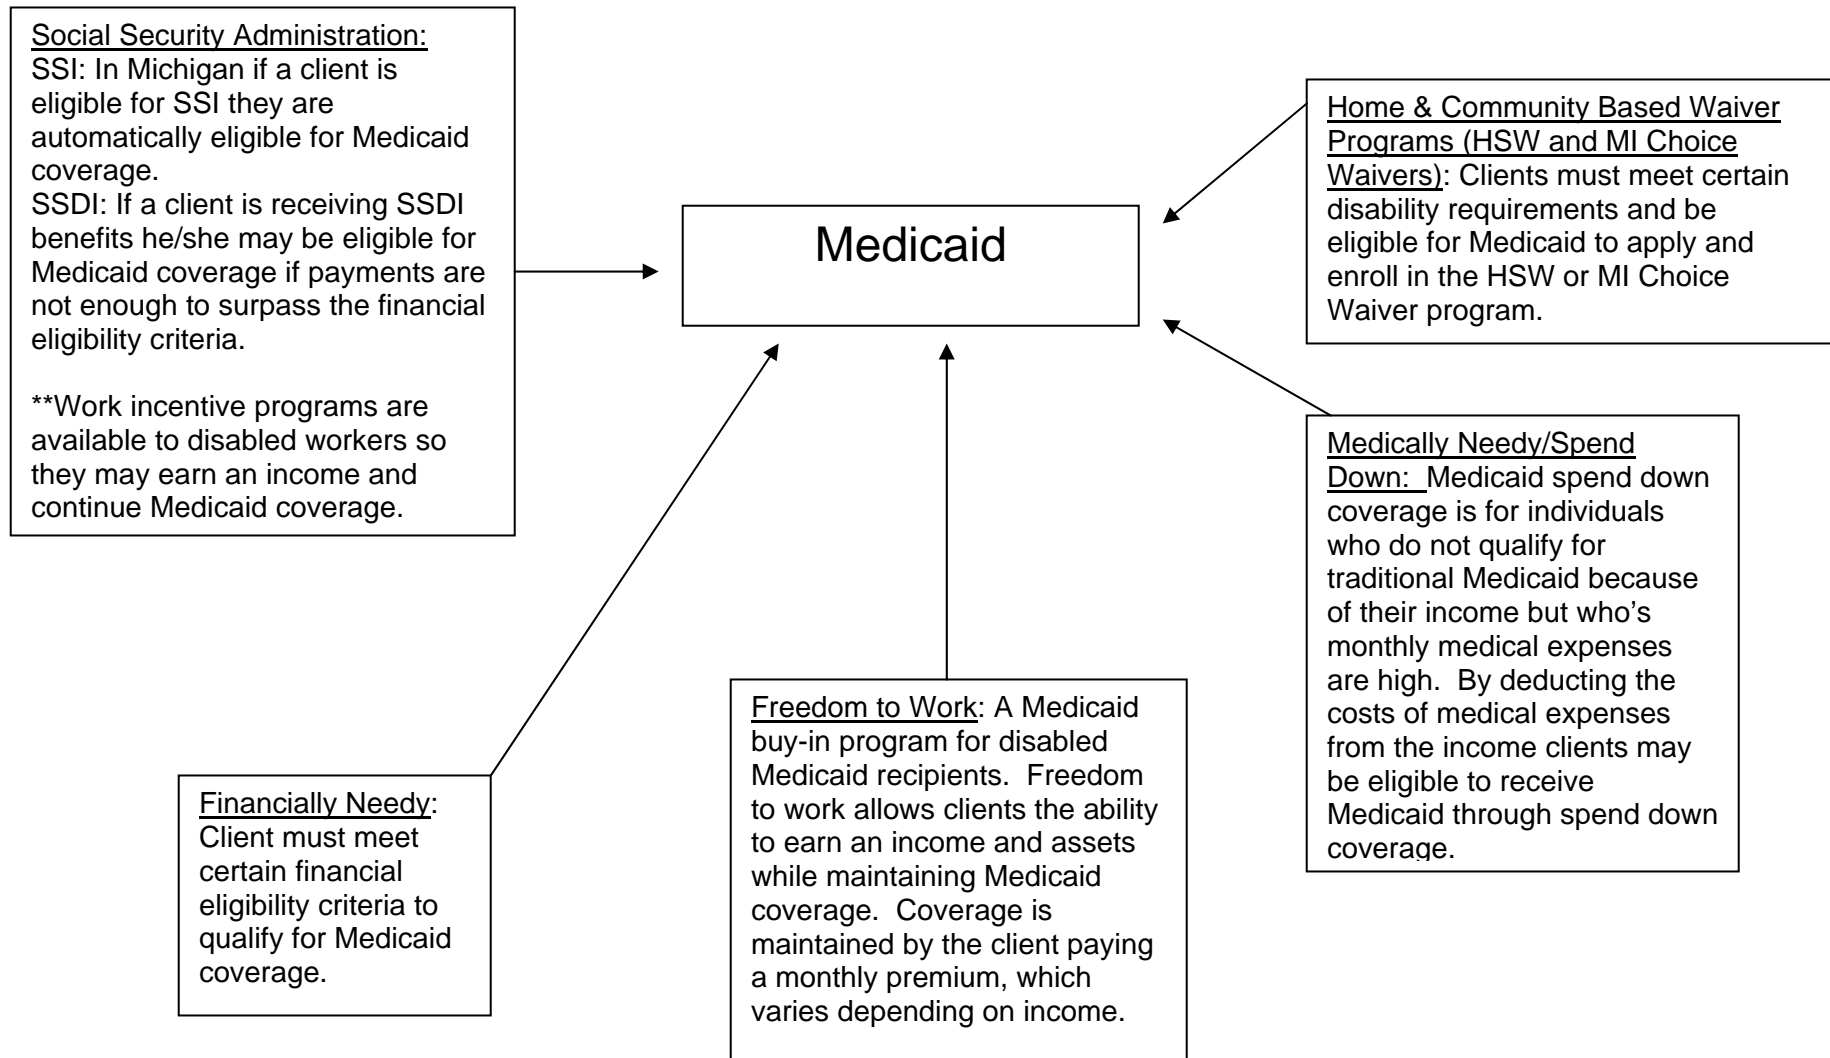 Social Security Administration:
SSI: In Michigan if a client is
eligible for SSI they are
automatically eligible for Medicaid
coverage.
SSDI: If a client is receiving SSDI
benefits he/she may be eligible for
Medicaid coverage if payments are
not enough to surpass the financial
eligibility criteria.
**Work incentive programs are
available to disabled workers so
they may earn an income and
continue Medicaid coverage.
Medicaid
Home & Community Based Waiver
Programs (HSW and MI Choice
Waivers): Clients must meet certain
disability requirements and be
eligible for Medicaid to apply and
enroll in the HSW or MI Choice
Waiver program.
Medically Needy/Spend
Down: Medicaid spend down
coverage is for individuals
who do not qualify for
traditional Medicaid because
of their income but who’s
monthly medical expenses
are high. By deducting the
costs of medical expenses
from the income clients may
be eligible to receive
Medicaid through spend down
coverage.
Freedom to Work: A Medicaid
buy-in program for disabled
Medicaid recipients. Freedom
to work allows clients the ability
to earn an income and assets
while maintaining Medicaid
coverage. Coverage is
maintained by the client paying
a monthly premium, which
varies depending on income.
Financially Needy:
Client must meet
certain financial
eligibility criteria to
qualify for Medicaid
coverage.